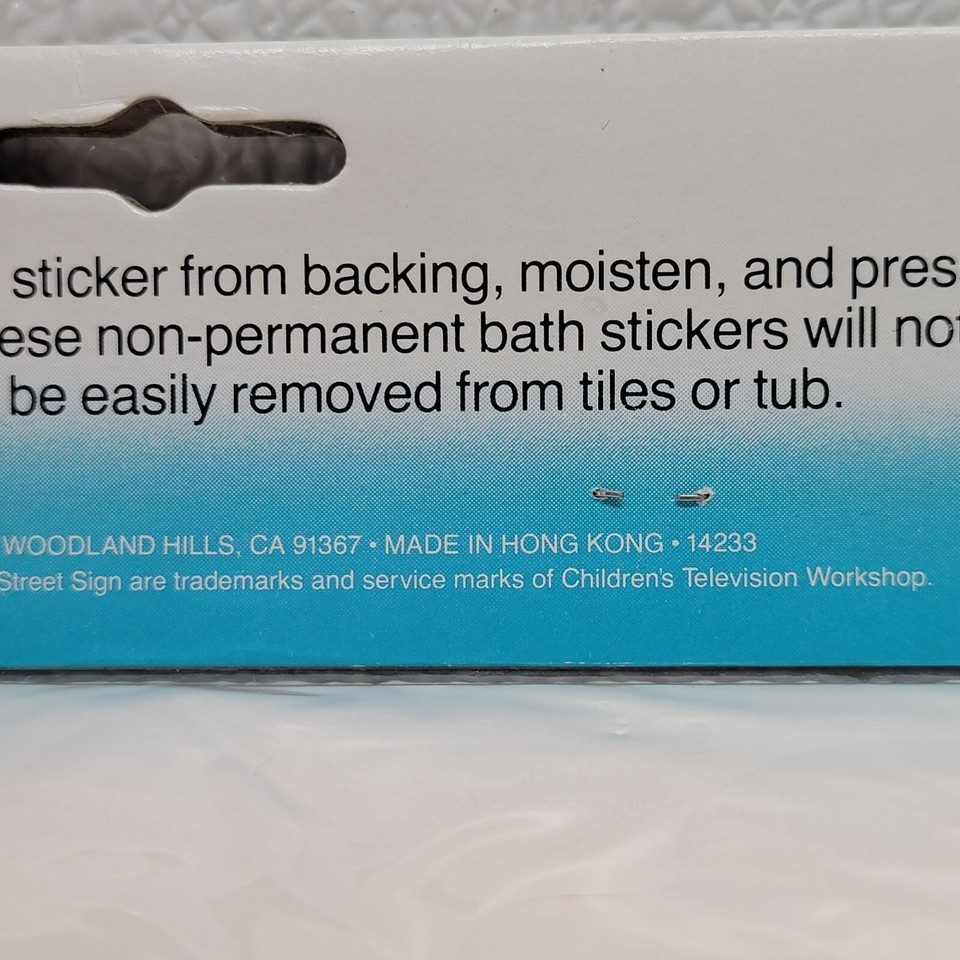 sticker from backing, moisten, and pres
ese non-permanent bath stickers will not
be easily removed from tiles or tub.
WOODLAND HILLS, CA 91367 • MADE IN HONG KONG • 14233
Street Sign are trademarks and service marks of Children's Television Workshop.